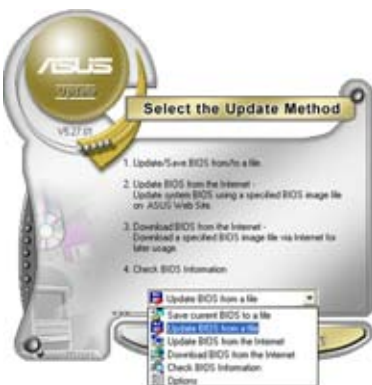 ASUS
Update
Select the Update Method
1. Update/Save BIOS from/to a file.
2. Update BIOS from the Internet -
Update system BIOS using a specified BIOS image file
on ASUS Web Site.
3. Download BIOS from the Internet -
Download a specified BIOS image file via Internet for
later usage.
4. Check BIOS Information
Update BIOS from a file
Save current BIOS to a file
Update BIOS from a file
Update BIOS from the Internet
Download BIOS from the Internet
Check BIOS Information
Options